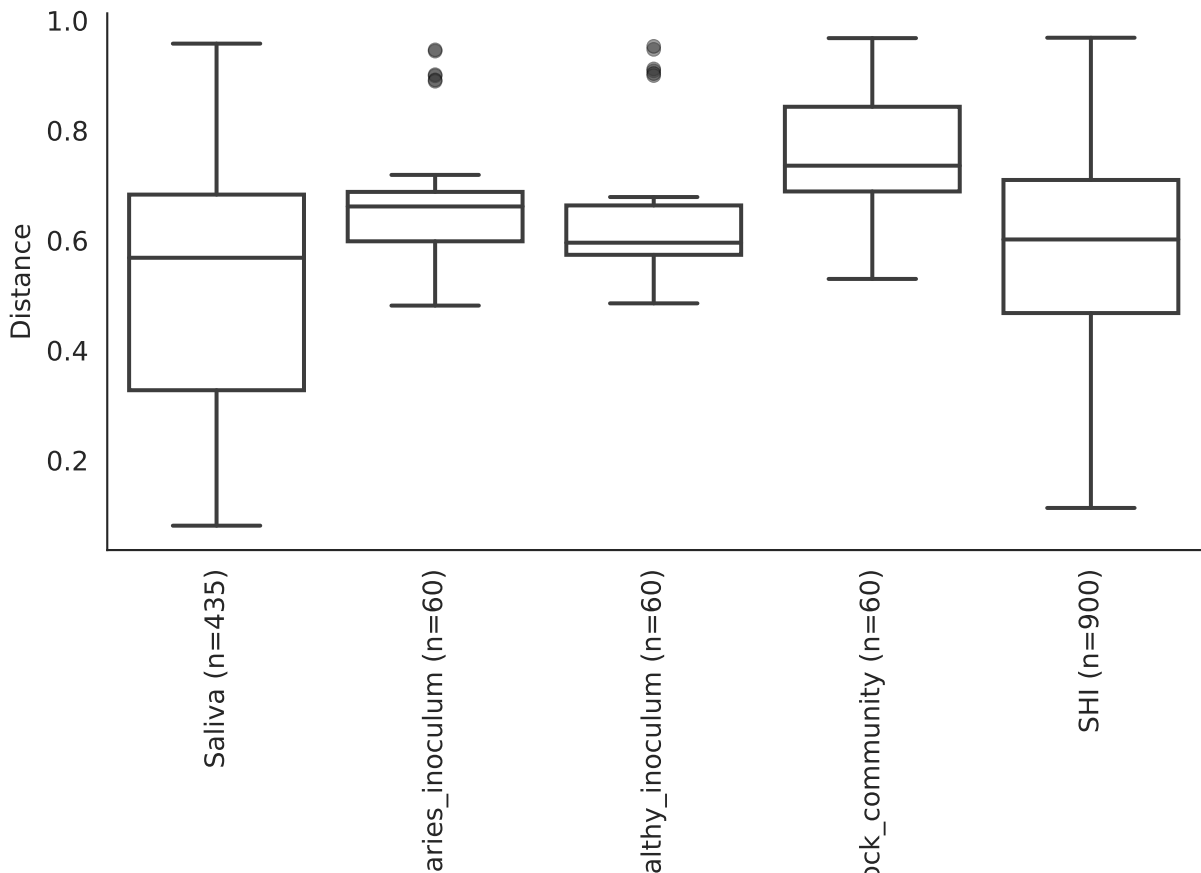 1.0
0.8
0.6
0.4
0.2
Distance
Saliva (n=435)
aries_inoculum (n=60)
althy_inoculum (n=60)
ock_community (n=60)
SHI (n=900)